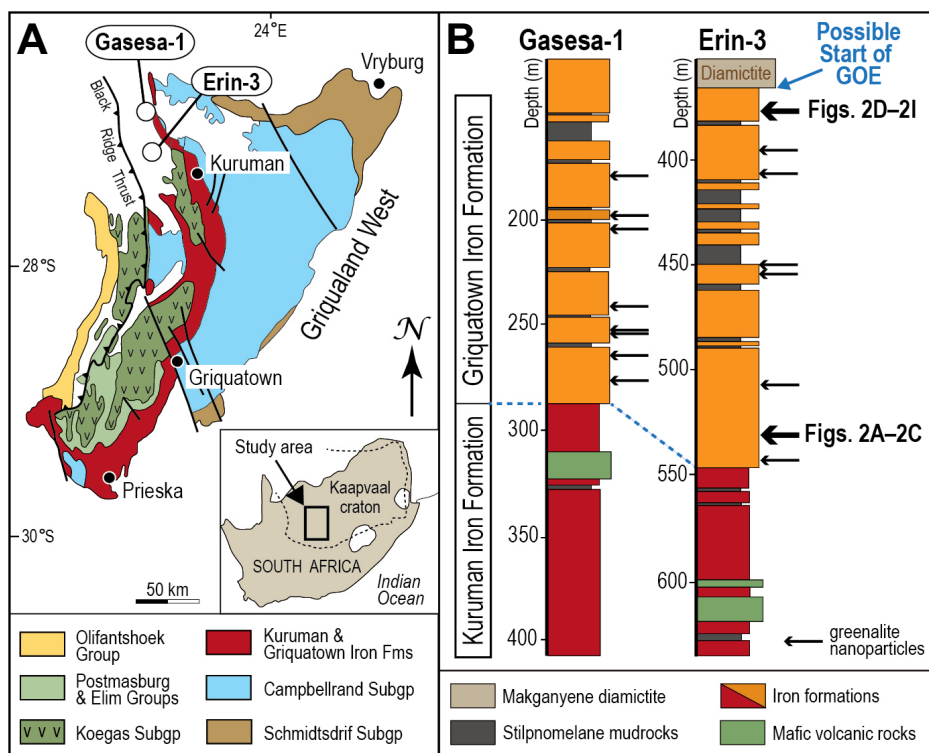 A
Gasesa-1
Erin-3
24°E
Vryburg
Black Ridge Thrust
Kuruman
28°S
Griqualand West
N
Griquatown
Prieska
30°S
50 km
Study area
Kaapvaal
craton
SOUTH AFRICA
Indian
Ocean
Olifantshoek
Group
Kuruman &
Griquatown Iron Fms
Postmasburg
& Elim Groups
Campbellrand Subgp
V V V
Koegas Subgp
Schmidtsdrif Subgp
B
Gasesa-1
Erin-3
Possible
Start of
GOE
Depth (m)
Depth (m)
Diamictite
Figs. 2D–2I
Griquatown Iron Formation
Kuruman Iron Formation
200
250
300
350
400
400
450
500
550
600
Figs. 2A–2C
greenalite
nanoparticles
Makganyene diamictite
Iron formations
Stilpnomelane mudrocks
Mafic volcanic rocks